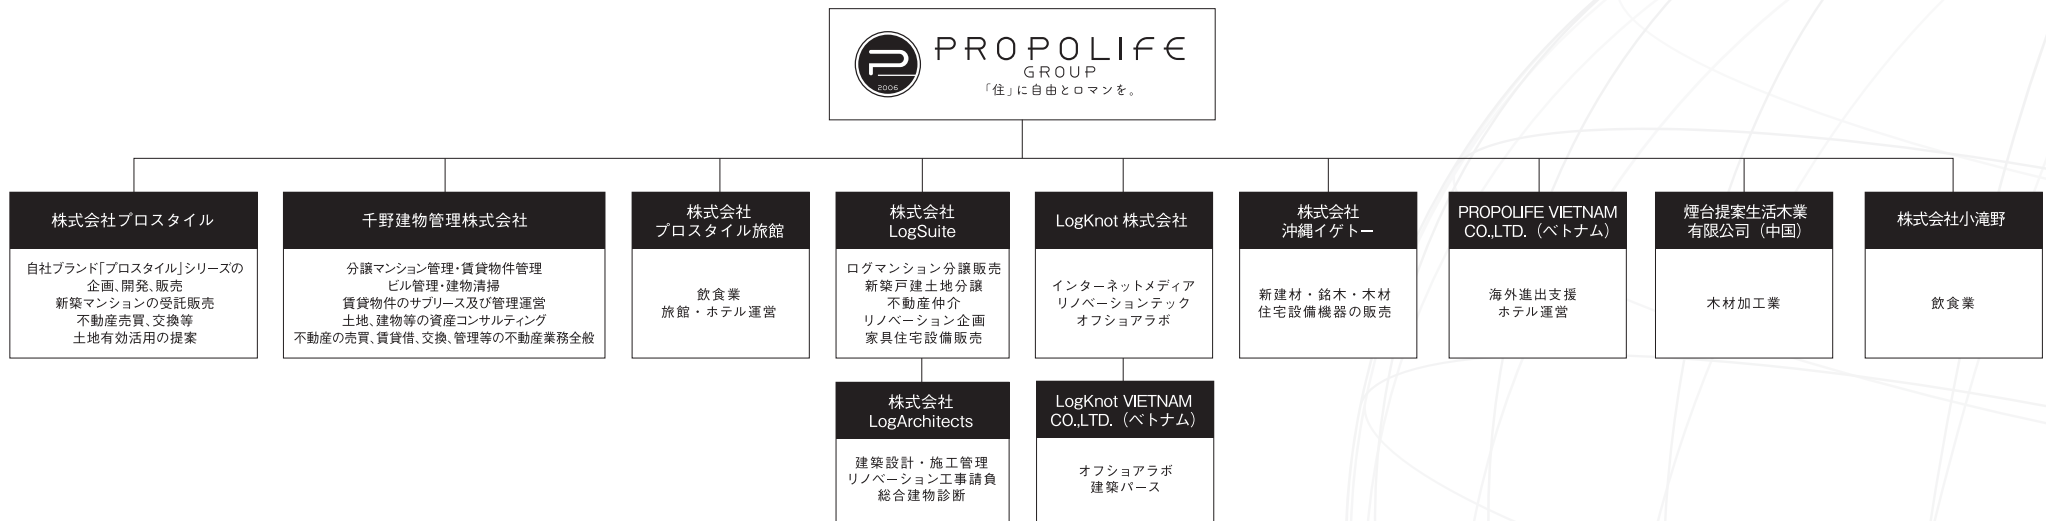 PROPOLIFE
GROUP
「住」に自由とロマンを。
P
2006
株式会社プロスタイル
自社ブランド「プロスタイル」シリーズの
企画、開発、販売
新築マンションの受託販売
不動産売買、交換等
土地有効活用の提案
千野建物管理株式会社
分譲マンション管理・賃貸物件管理
ビル管理・建物清掃
賃貸物件のサブリース及び管理運営
土地、建物等の資産コンサルティング
不動産の売買、賃貸借、交換、管理等の不動産業務全般
株式会社
プロスタイル旅館
飲食業
旅館・ホテル運営
株式会社
LogSuite
ログマンション分譲販売
新築戸建土地分譲
不動産仲介
リノベーション企画
家具住宅設備販売
株式会社
LogArchitects
建築設計・施工管理
リノベーション工事請負
総合建物診断
LogKnot 株式会社
インターネットメディア
リノベーションテック
オフショアラボ
LogKnot VIETNAM
CO.,LTD.（ベトナム）
オフショアラボ
建築パース
株式会社
沖縄イゲトー
新建材・銘木・木材
住宅設備機器の販売
PROPOLIFE VIETNAM
CO.,LTD.（ベトナム）
海外進出支援
ホテル運営
煙台提案生活木業
有限公司（中国）
木材加工業
株式会社小滝野
飲食業